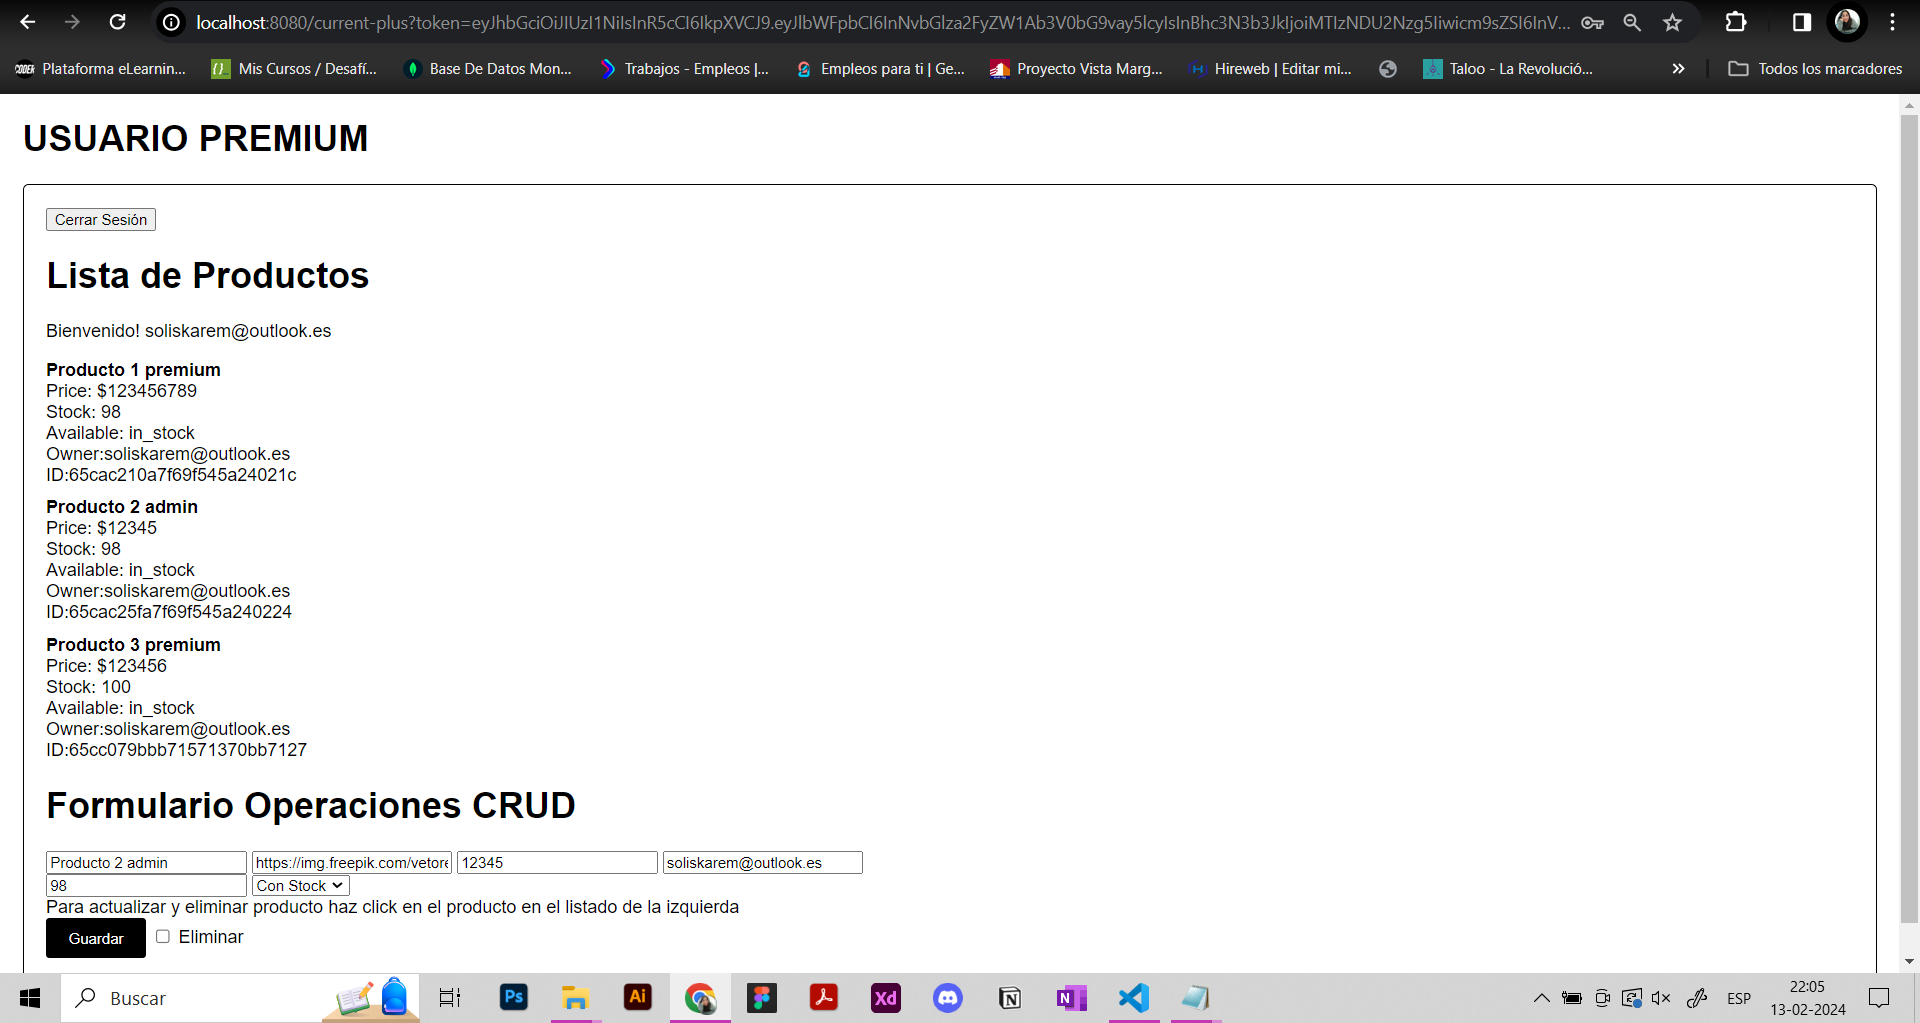 localhost:8080/current-plus?token=eyJhbGciOiJIUzI1NiIsInR5cCI6IkpXVCJ9.eyJlbWFpbCI6InNvbGlza2FyZW1Ab3V0bG9vay5lcyIsInBhc3N3b3JkIjoiMTIzNDU2Nzg5Iiwicm9sZSI6InV...
Plataforma eLearnin... Mis Cursos / Desafí... Base De Datos Mon... Trabajos - Empleos |... Empleos para ti | Ge... Proyecto Vista Marg... Hireweb | Editar mi... Taloo - La Revolució... » Todos los marcadores
USUARIO PREMIUM
Cerrar Sesión
Lista de Productos
Bienvenido! soliskarem@outlook.es
Producto 1 premium
Price: $123456789
Stock: 98
Available: in_stock
Owner:soliskarem@outlook.es
ID:65cac210a7f69f545a24021c
Producto 2 admin
Price: $12345
Stock: 98
Available: in_stock
Owner:soliskarem@outlook.es
ID:65cac25fa7f69f545a240224
Producto 3 premium
Price: $123456
Stock: 100
Available: in_stock
Owner:soliskarem@outlook.es
ID:65cc079bbb71571370bb7127
Formulario Operaciones CRUD
Producto 2 admin https://img.freepik.com/vetore 12345 soliskarem@outlook.es
98 Con Stock
Para actualizar y eliminar producto haz click en el producto en el listado de la izquierda
Guardar Eliminar
Buscar Ps Ai Xd N N ESP 22:05
13-02-2024